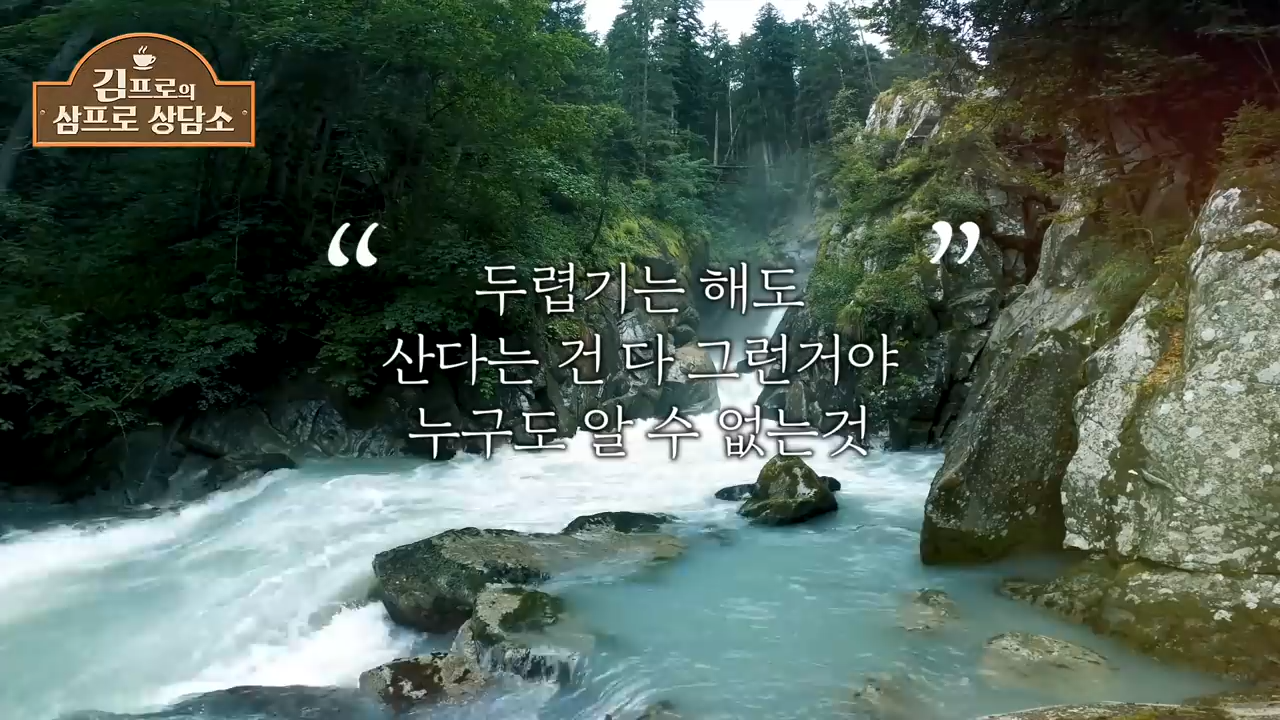 김프로의
삼프로 상담소
“ ”
두렵기는 해도
산다는 건 다 그런거야
누구도 알 수 없는것